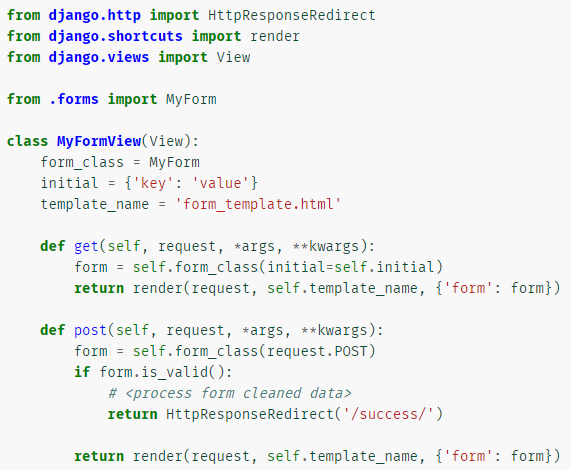 from django.http import HttpResponseRedirect
from django.shortcuts import render
from django.views import View

from .forms import MyForm

class MyFormView(View):
    form_class = MyForm
    initial = {'key': 'value'}
    template_name = 'form_template.html'

    def get(self, request, *args, **kwargs):
        form = self.form_class(initial=self.initial)
        return render(request, self.template_name, {'form': form})

    def post(self, request, *args, **kwargs):
        form = self.form_class(request.POST)
        if form.is_valid():
            # <process form cleaned data>
            return HttpResponseRedirect('/success/')

        return render(request, self.template_name, {'form': form})